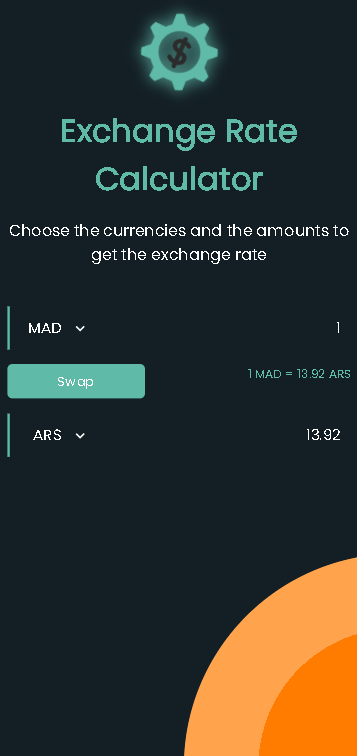 $
Exchange Rate
Calculator
Choose the currencies and the amounts to
get the exchange rate
MAD 1
Swap 1 MAD = 13.92 ARS
ARS 13.92